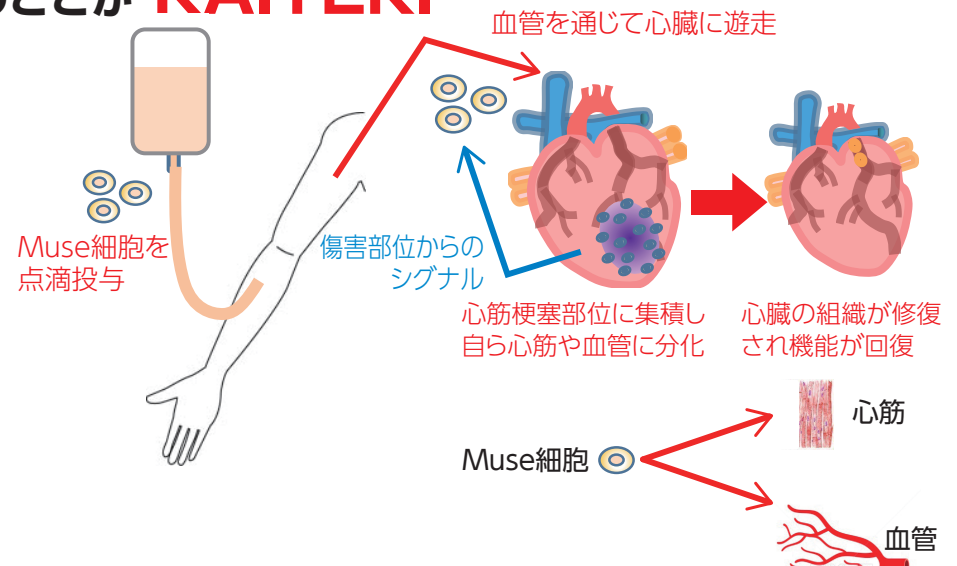 ここが KAITEKI
血管を通じて心臓に遊走
Muse細胞を
点滴投与
傷害部位からの
シグナル
心筋梗塞部位に集積し
自ら心筋や血管に分化
心臓の組織が修復
され機能が回復
Muse細胞
心筋
血管